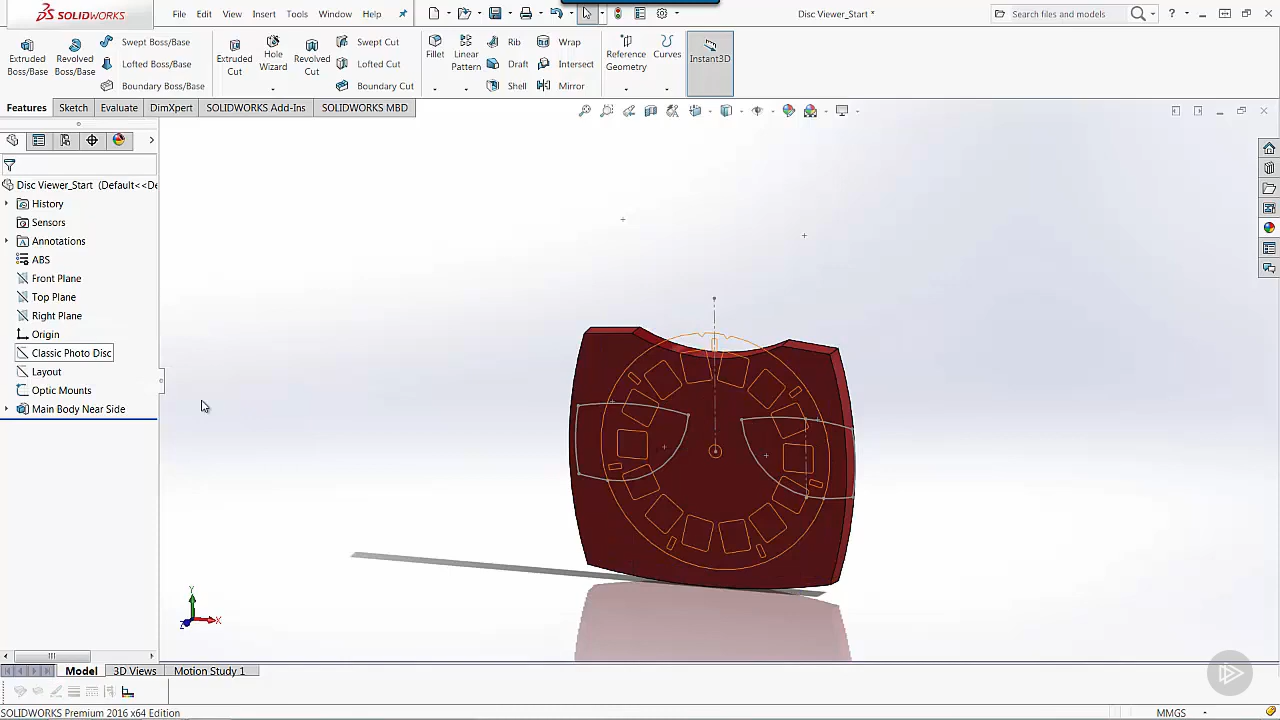 SOLIDWORKS File Edit View Insert Tools Window Help Disc Viewer_Start * Search files and models
Extruded Boss/Base
Revolved Boss/Base
Swept Boss/Base
Lofted Boss/Base
Boundary Boss/Base
Extruded Cut
Hole Wizard
Revolved Cut
Swept Cut
Lofted Cut
Boundary Cut
Fillet
Linear Pattern
Rib
Draft
Shell
Wrap
Intersect
Mirror
Reference Geometry
Curves
Instant3D
Features Sketch Evaluate DimXpert SOLIDWORKS Add-Ins SOLIDWORKS MBD
Disc Viewer_Start (Default<<De
History
Sensors
Annotations
ABS
Front Plane
Top Plane
Right Plane
Origin
Classic Photo Disc
Layout
Optic Mounts
Main Body Near Side
Y
X
Z
Model 3D Views Motion Study 1
SOLIDWORKS Premium 2016 x64 Edition MMGS